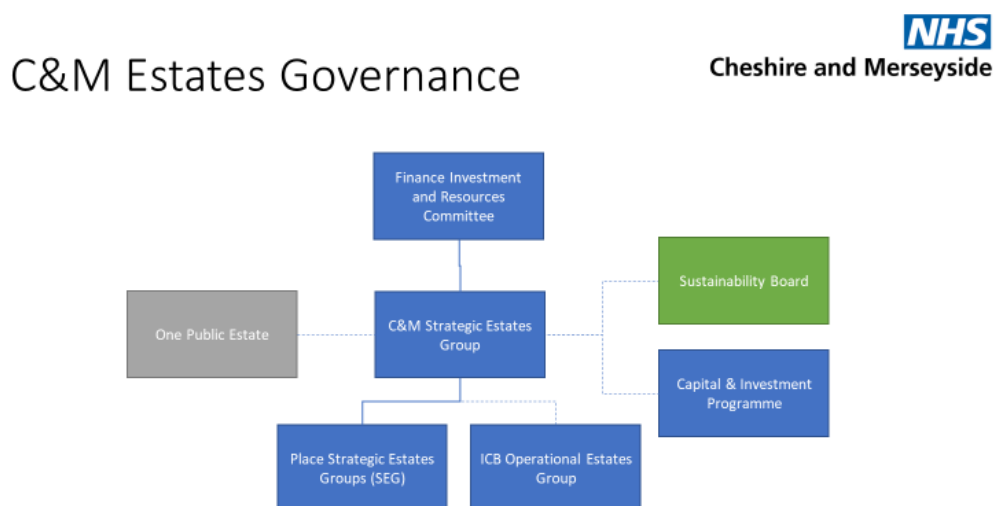 NHS
Cheshire and Merseyside
C&M Estates Governance
Finance Investment
and Resources
Committee
Sustainability Board
One Public Estate
C&M Strategic Estates
Group
Capital & Investment
Programme
Place Strategic Estates
Groups (SEG)
ICB Operational Estates
Group